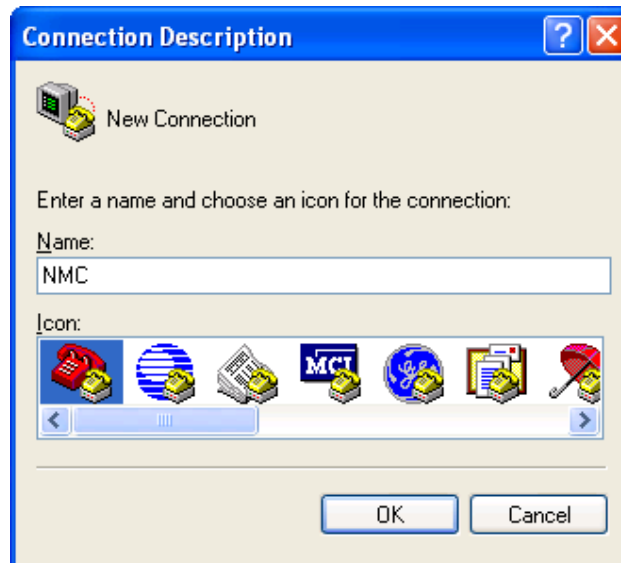 Connection Description
New Connection
Enter a name and choose an icon for the connection:
Name:
NMC
Icon:
MCI
OK Cancel